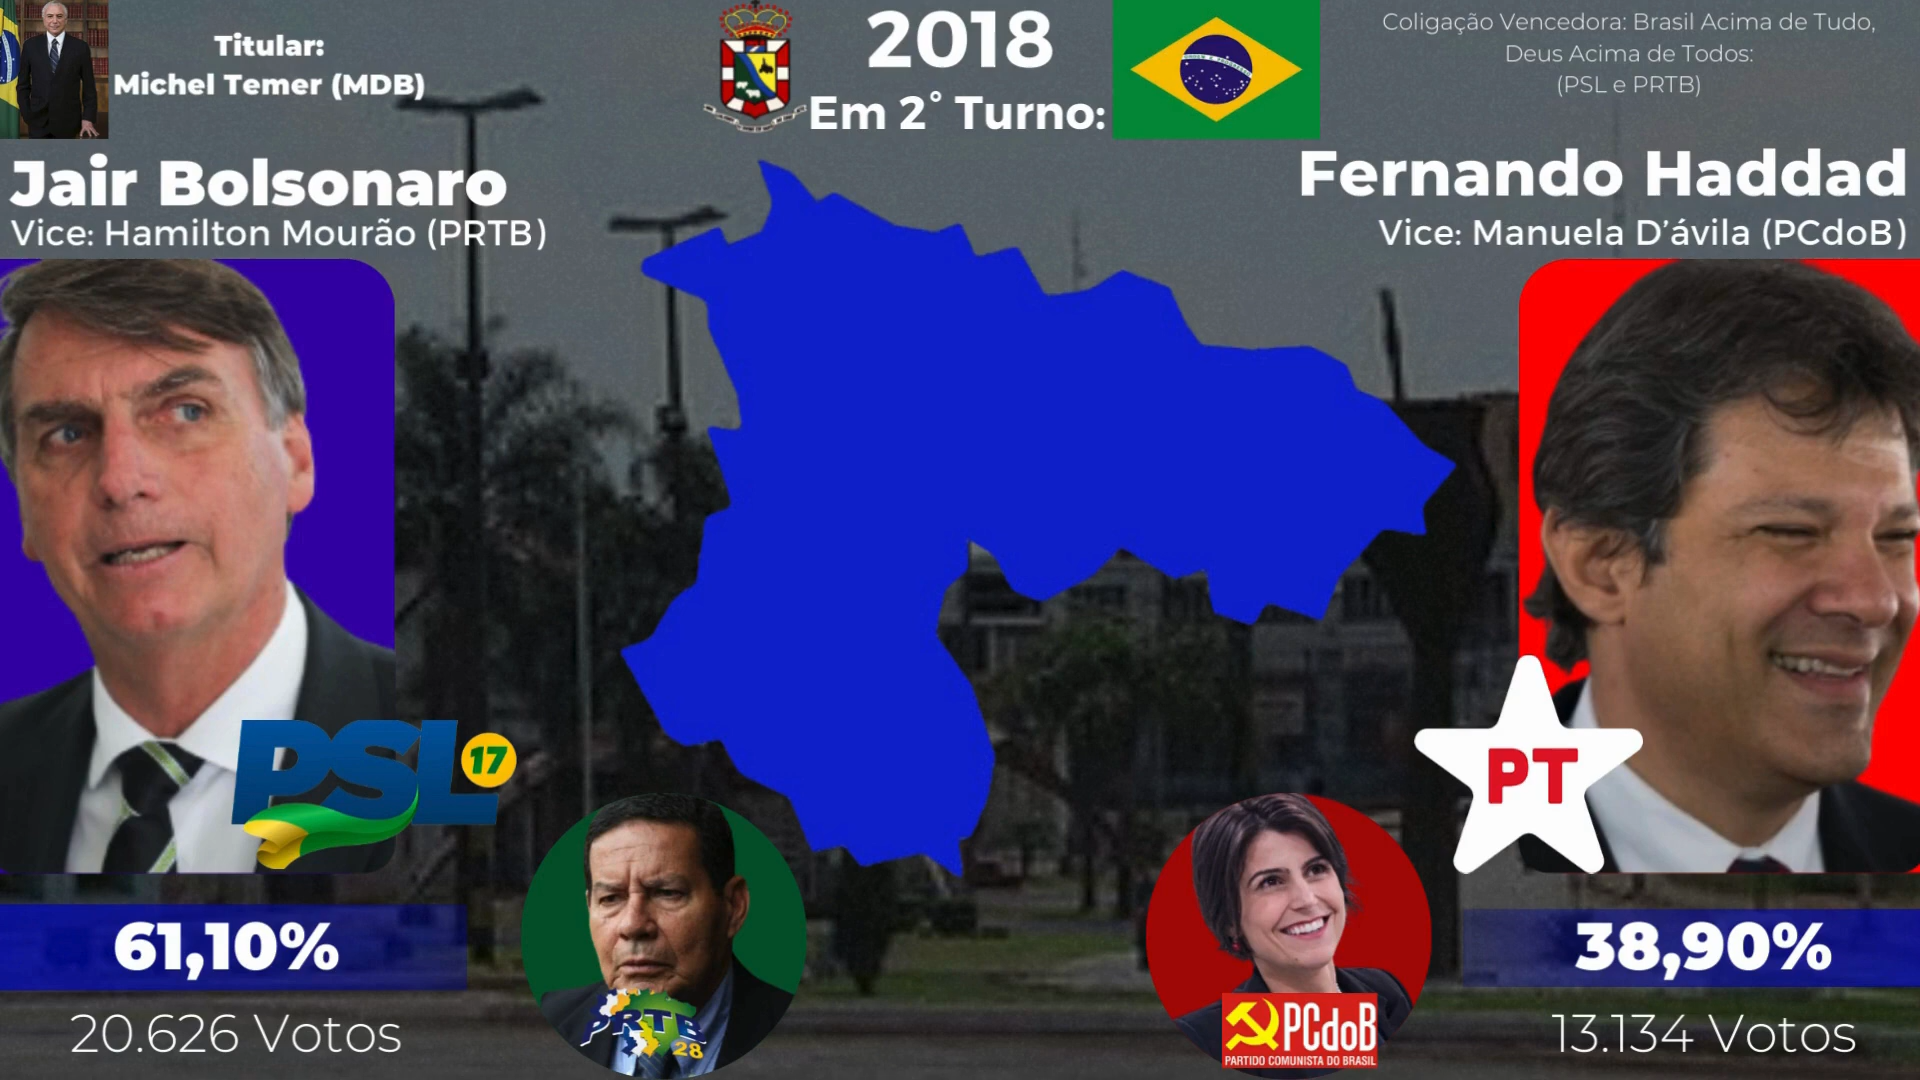 Titular:
Michel Temer (MDB)
2018
Em 2° Turno:
Coligação Vencedora: Brasil Acima de Tudo,
Deus Acima de Todos:
(PSL e PRTB)
Jair Bolsonaro
Vice: Hamilton Mourão (PRTB)
Fernando Haddad
Vice: Manuela D’ávila (PCdoB)
PSL 17
PT
61,10%
20.626 Votos
PRTB
28
PCdoB
PARTIDO COMUNISTA DO BRASIL
38,90%
13.134 Votos